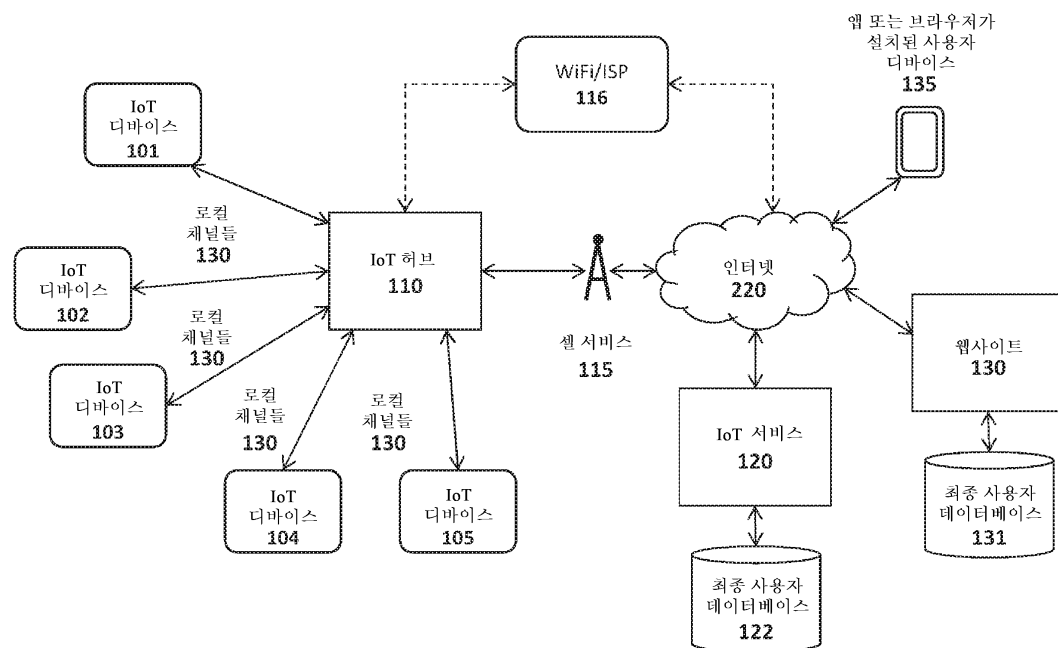 앱 또는 브라우저가
설치된 사용자
디바이스
135
WiFi/ISP
116
IoT
디바이스
101
로컬
채널들
130
IoT
디바이스
102
IoT 허브
110
인터넷
220
로컬
채널들
130
셀 서비스
115
웹사이트
130
IoT
디바이스
103
로컬
채널들
130
로컬
채널들
130
IoT 서비스
120
IoT
디바이스
104
IoT
디바이스
105
최종 사용자
데이터베이스
131
최종 사용자
데이터베이스
122